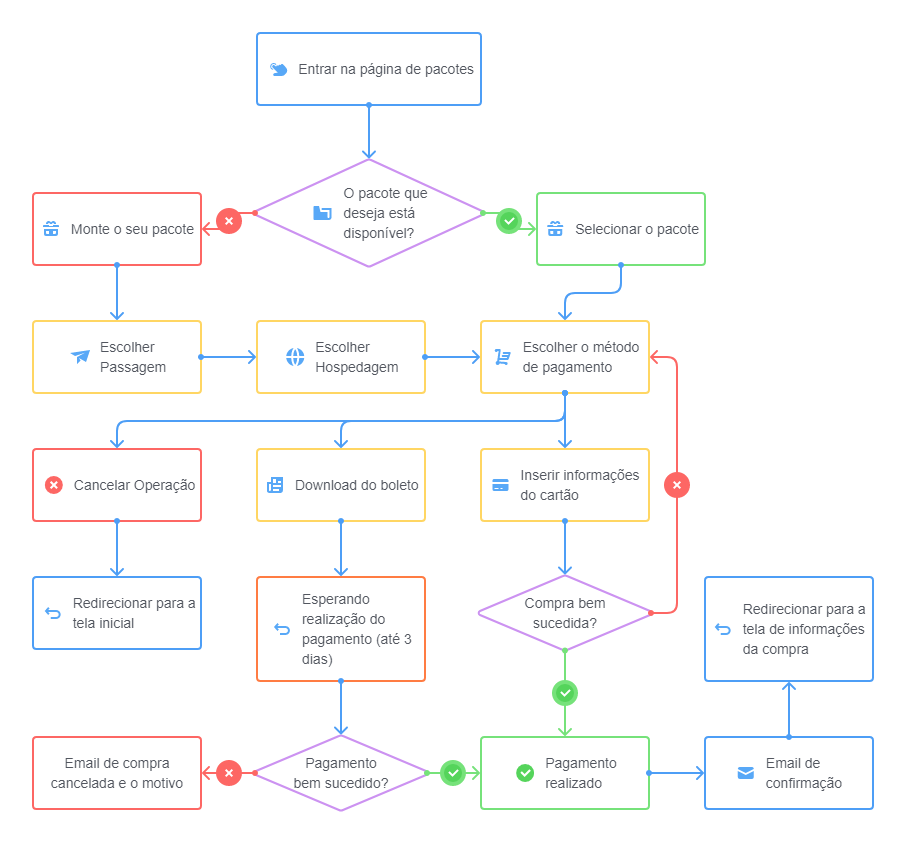 Entrar na página de pacotes
O pacote que
deseja está
disponível?
Monte o seu pacote
Selecionar o pacote
Escolher
Passagem
Escolher
Hospedagem
Escolher o método
de pagamento
Cancelar Operação
Download do boleto
Inserir informações
do cartão
Redirecionar para a
tela inicial
Esperando
realização do
pagamento (até 3
dias)
Compra bem
sucedida?
Redirecionar para a
tela de informações
da compra
Email de compra
cancelada e o motivo
Pagamento
bem sucedido?
Pagamento
realizado
Email de
confirmação